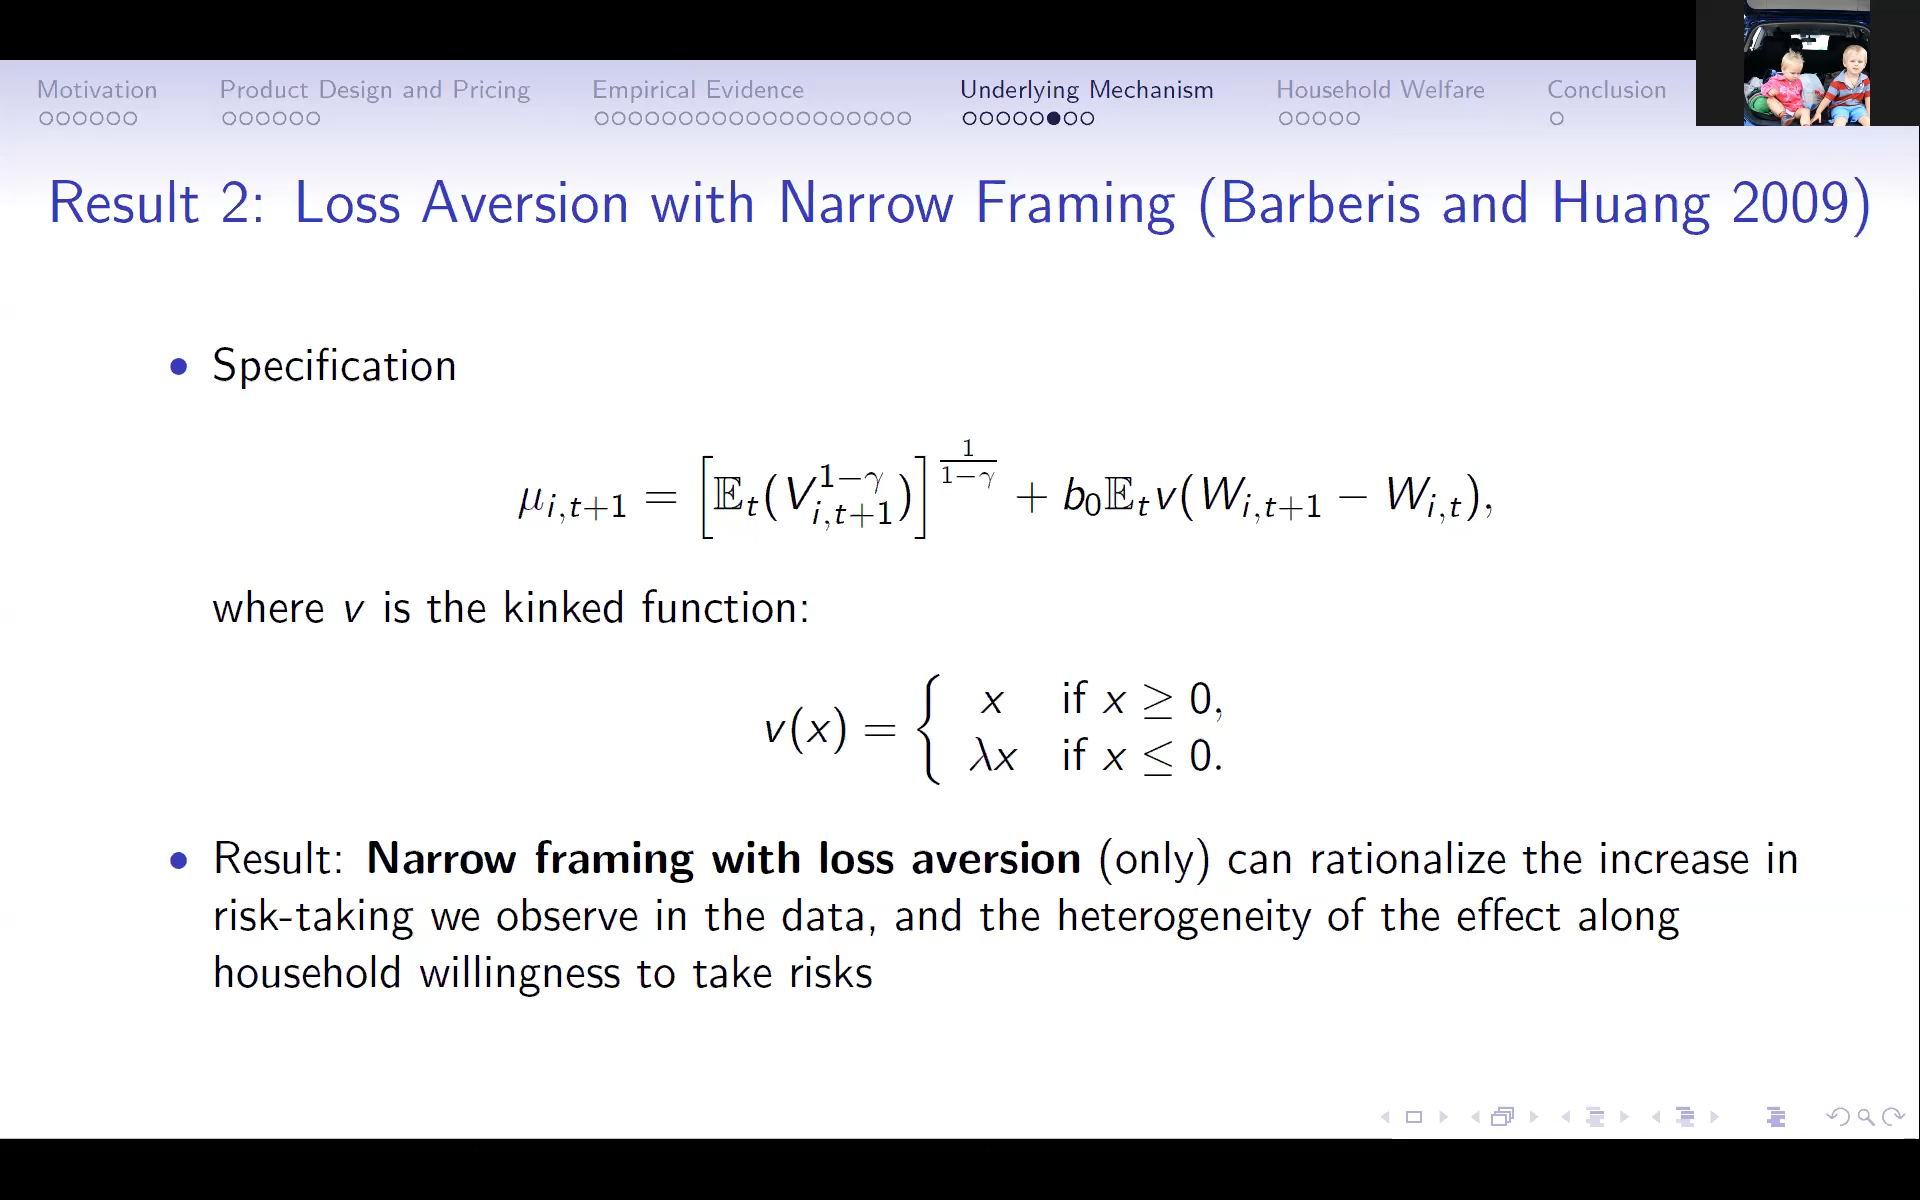 Motivation Product Design and Pricing Empirical Evidence Underlying Mechanism Household Welfare Conclusion
Result 2: Loss Aversion with Narrow Framing (Barberis and Huang 2009)
• Specification
μ_{i,t+1} = [𝔼_t(V_{i,t+1}^{1−γ})]^{\frac{1}{1−γ}} + b_0𝔼_t v(W_{i,t+1} − W_{i,t}),
where v is the kinked function:
v(x) = { x if x ≥ 0,
λx if x ≤ 0.
• Result: Narrow framing with loss aversion (only) can rationalize the increase in
risk-taking we observe in the data, and the heterogeneity of the effect along
household willingness to take risks